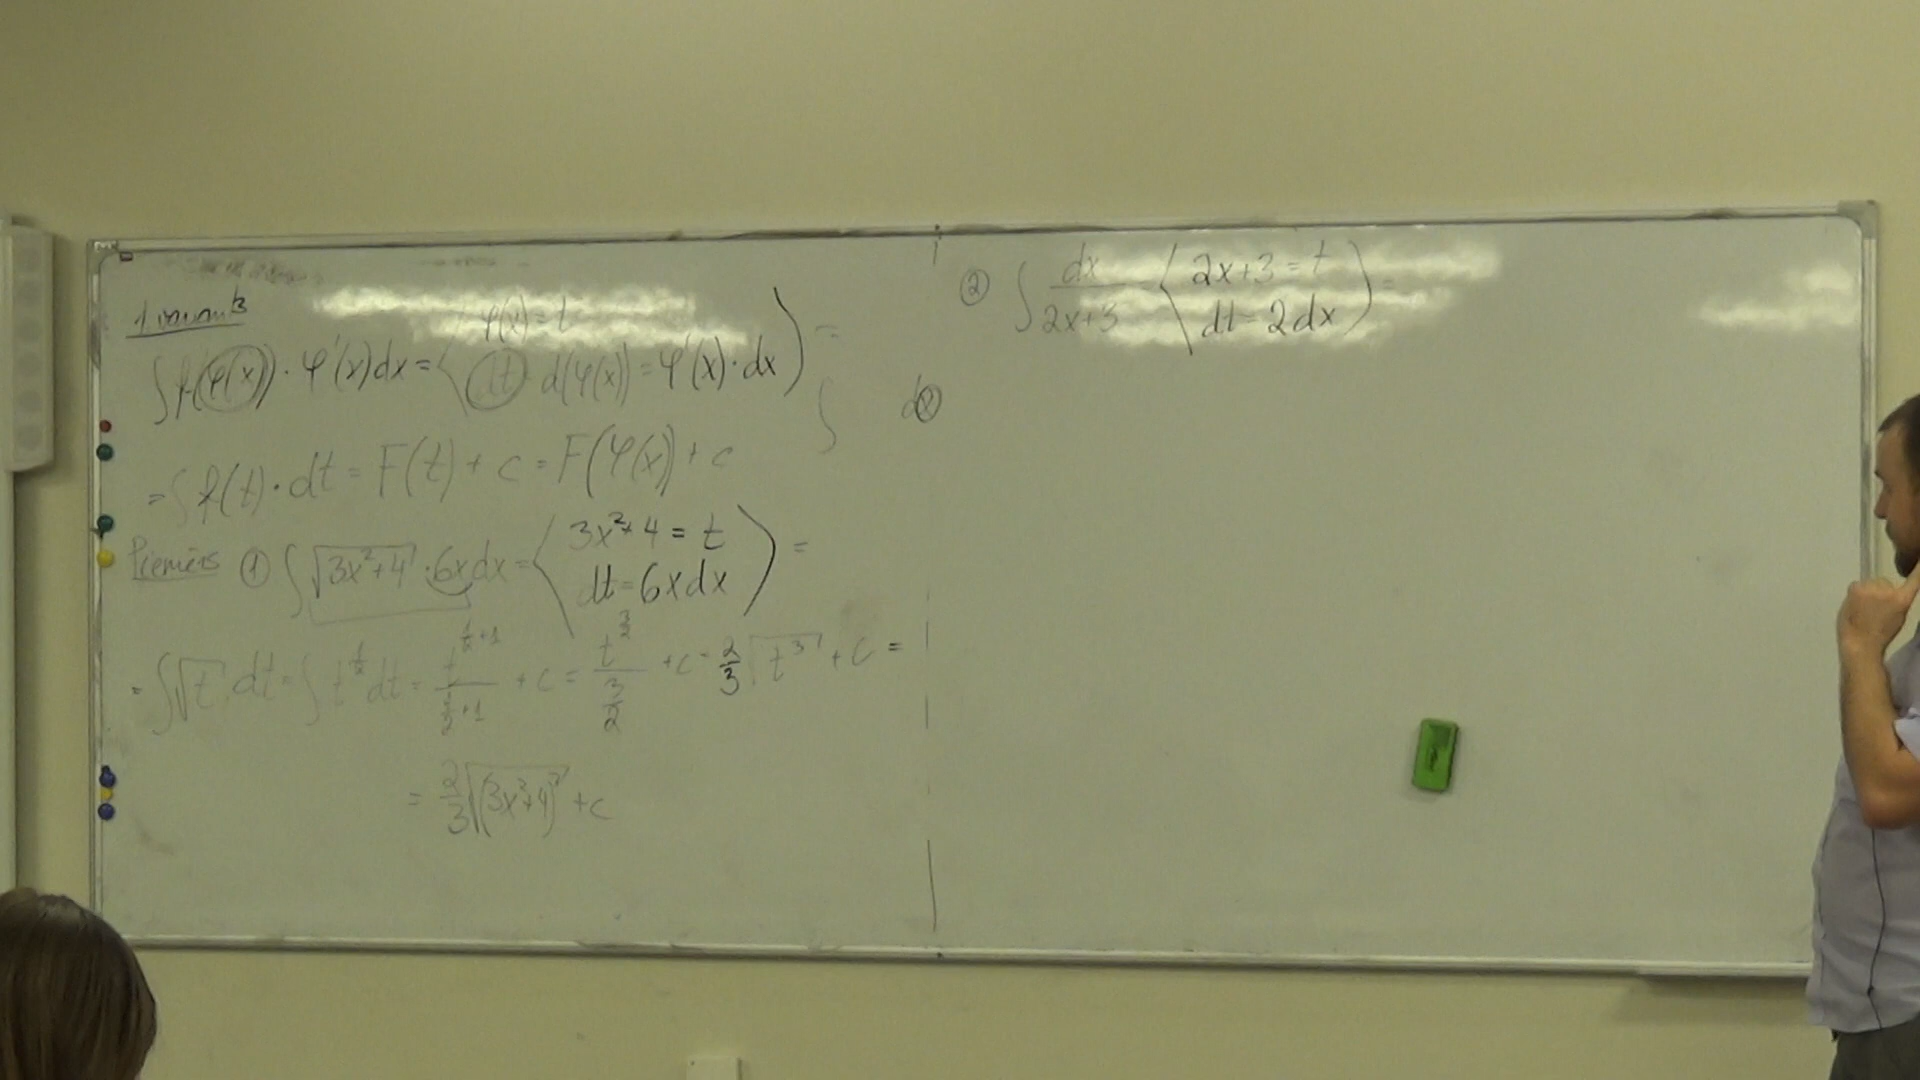 1 variants
∫ f(φ(x)) · φ'(x)dx = ⟨ φ(x) = t
dt = d(φ(x)) = φ'(x) · dx ⟩ =
∫ dx
= ∫ f(t) · dt = F(t) + c = F(φ(x)) + c
Piemērs ① ∫ √(3x²+4) · 6x dx = ⟨ 3x²+4 = t
dt = 6x dx ⟩ =
= ∫ √t dt = ∫ t^(1/2) dt = t^(1/2+1)/(1/2+1) + c = t^(3/2)/(3/2) + c = 2/3 √(t³) + c =
= 2/3 √((3x²+4)³) + c
② ∫ dx/(2x+3) = ⟨ 2x+3 = t
dt = 2dx ⟩ =